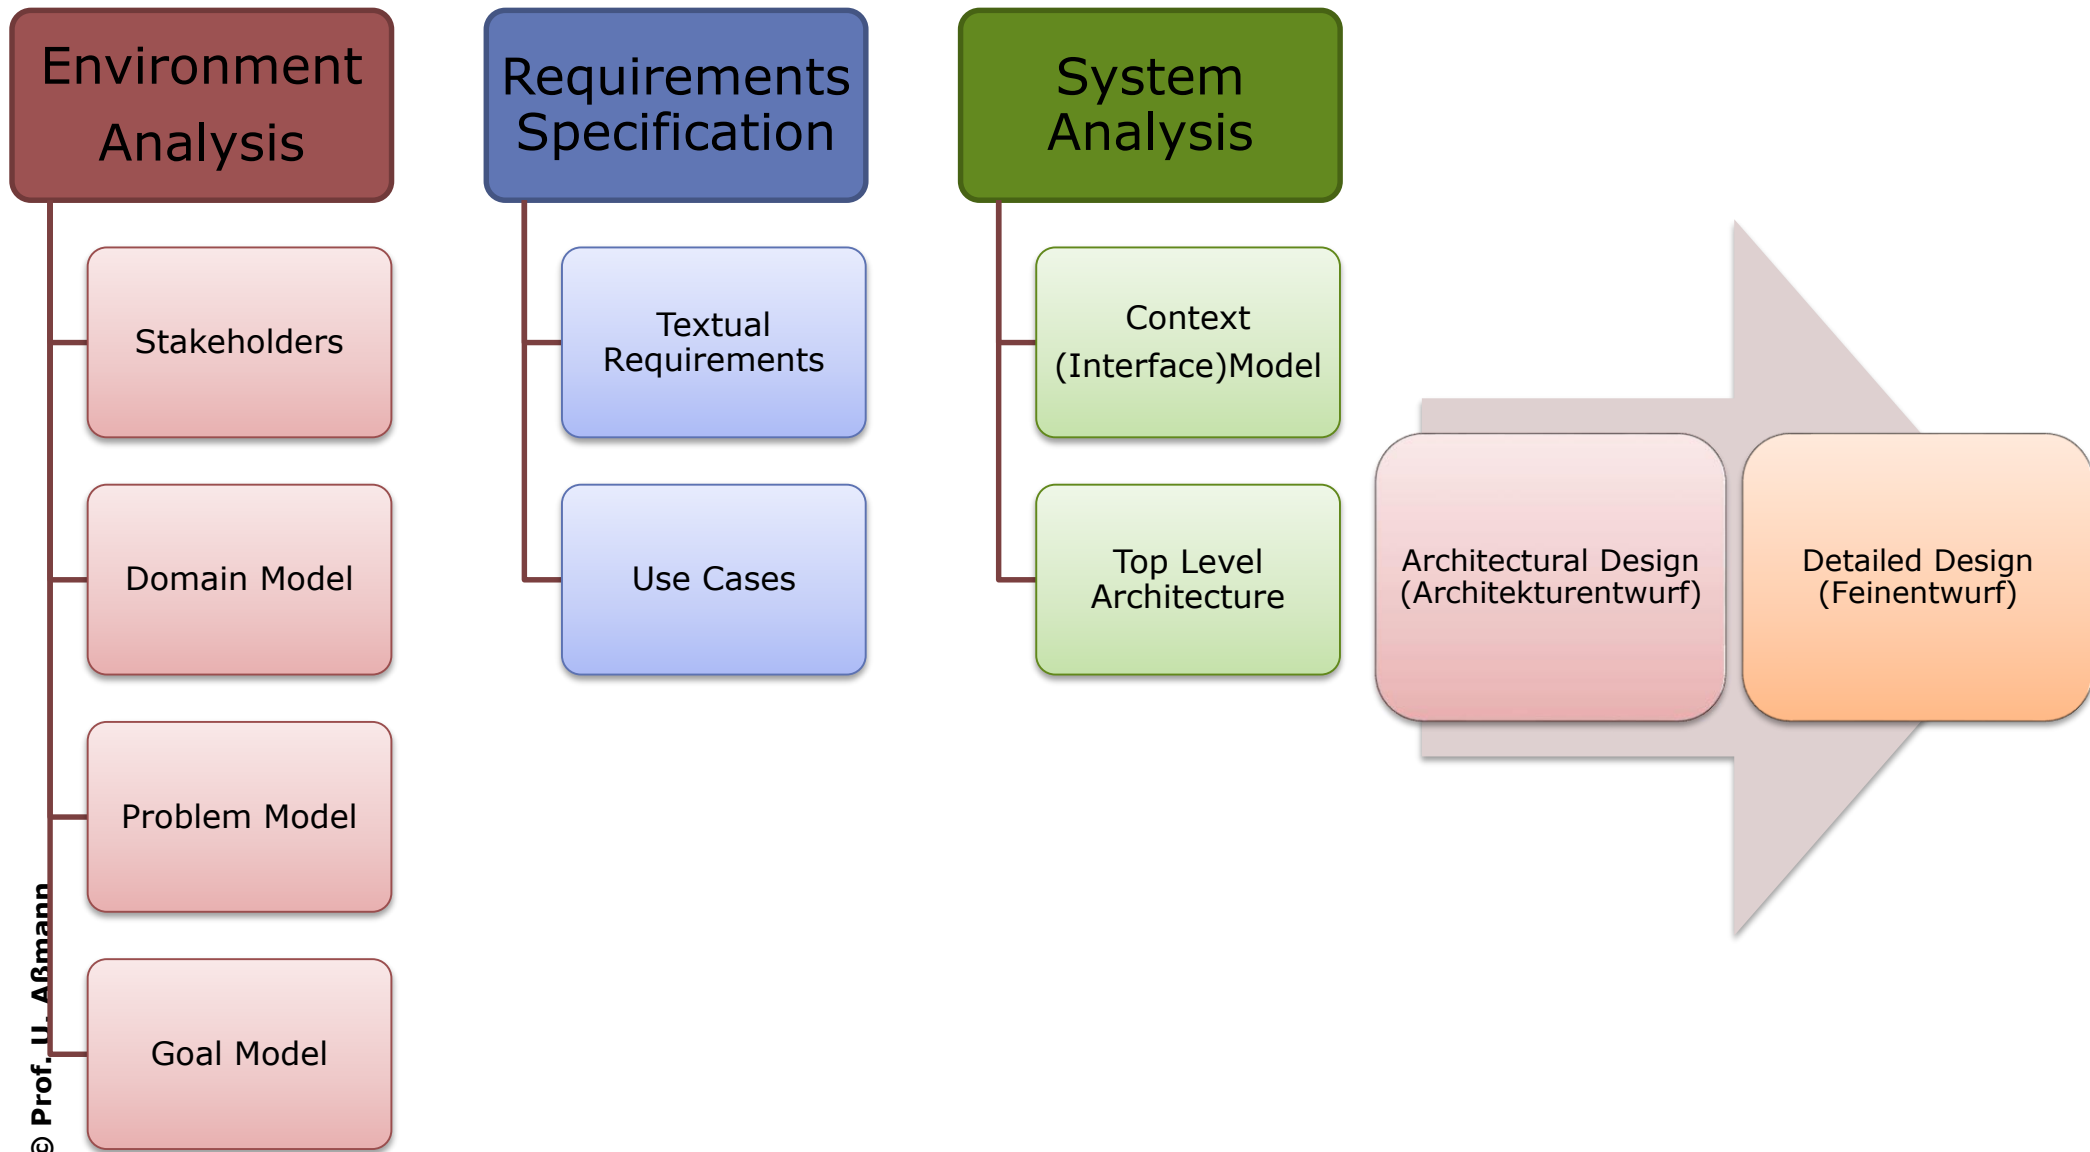 Environment
Analysis
Stakeholders
Domain Model
Problem Model
Goal Model
Requirements
Specification
Textual
Requirements
Use Cases
System
Analysis
Context
(Interface)Model
Top Level
Architecture
Architectural Design
(Architekturentwurf)
Detailed Design
(Feinentwurf)
© Prof. U. Aßmann